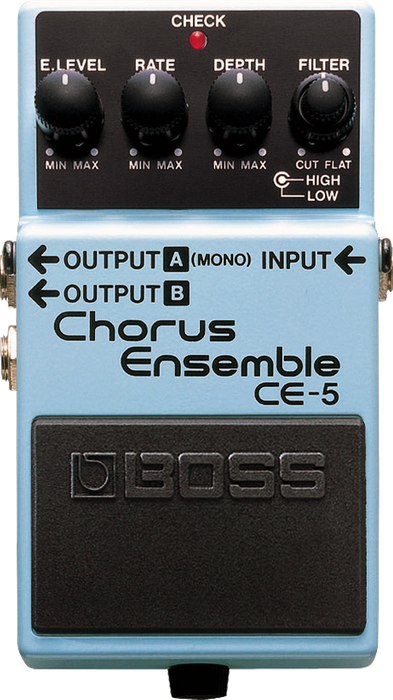 CHECK
E.LEVEL RATE DEPTH FILTER
MIN MAX MIN MAX MIN MAX CUT FLAT
HIGH
LOW
OUTPUT A (MONO) INPUT
OUTPUT B
Chorus
Ensemble
CE-5
BOSS